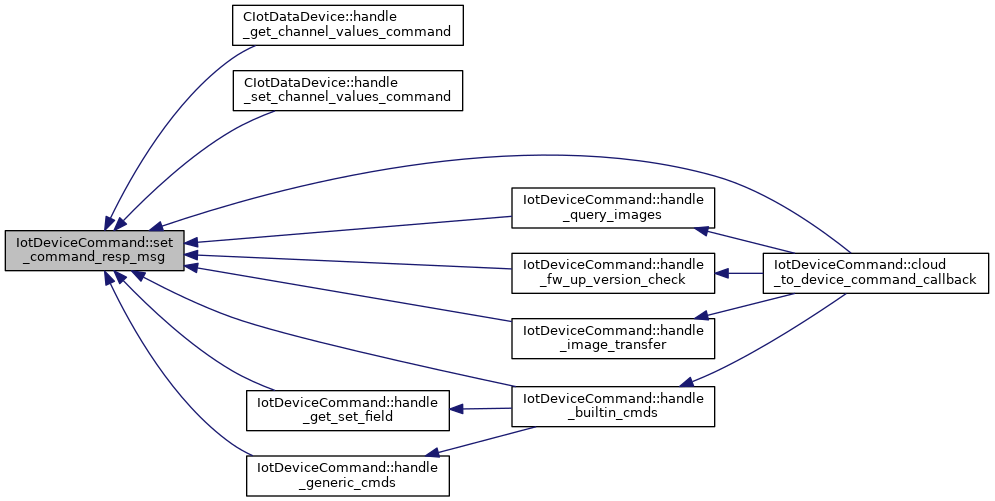 CIotDataDevice::handle
_get_channel_values_command
CIotDataDevice::handle
_set_channel_values_command
IotDeviceCommand::set
_command_resp_msg
IotDeviceCommand::handle
_query_images
IotDeviceCommand::handle
_fw_up_version_check
IotDeviceCommand::cloud
_to_device_command_callback
IotDeviceCommand::handle
_image_transfer
IotDeviceCommand::handle
_get_set_field
IotDeviceCommand::handle
_builtin_cmds
IotDeviceCommand::handle
_generic_cmds